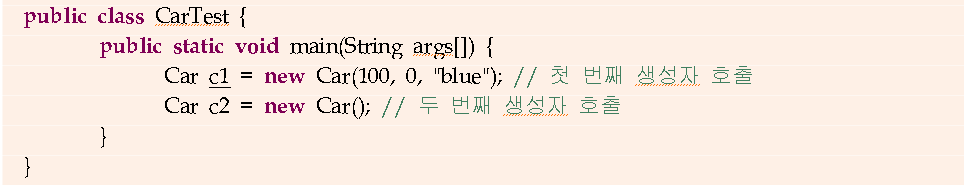 public class CarTest {
public static void main(String args[]) {
Car c1 = new Car(100, 0, "blue"); // 첫 번째 생성자 호출
Car c2 = new Car(); // 두 번째 생성자 호출
}
}